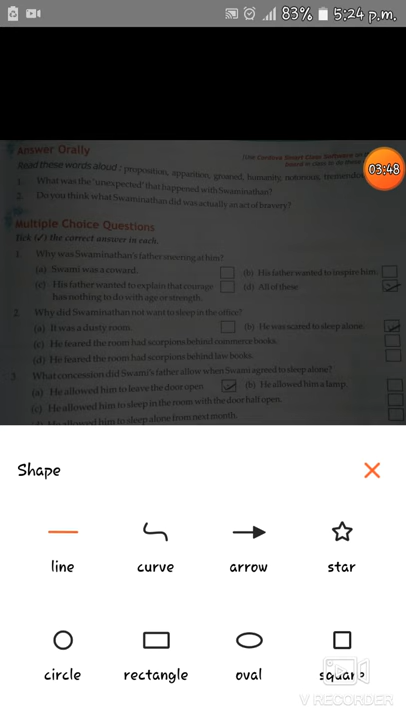 83% 5:24 p.m.
Answer Orally
Read these words aloud : proposition, apparition, groaned, humanity, notorious, tremendous
03:48
1. What was the 'unexpected' that happened with Swaminathan?
2. Do you think what Swaminathan did was actually an act of bravery?
Multiple Choice Questions
Tick (✓) the correct answer in each.
1. Why was Swaminathan's father sneering at him?
(a) Swami was a coward. (b) His father wanted to inspire him.
(c) His father wanted to explain that courage has (d) All of these
has nothing to do with age or strength.
2. Why did Swaminathan not want to sleep in the office?
(a) It was a dusty room. (b) He was scared to sleep alone.
(c) He feared the room had scorpions behind commerce books.
(d) He feared the room had scorpions behind law books.
3. What concession did Swami's father allow when Swami agreed to sleep alone?
(a) He allowed him to leave the door open. (b) He allowed him a lamp.
(c) He allowed him to sleep in the room with the door half open.
him to sleep alone from next month.
Shape
line curve arrow star
circle rectangle oval square
V RECORDER